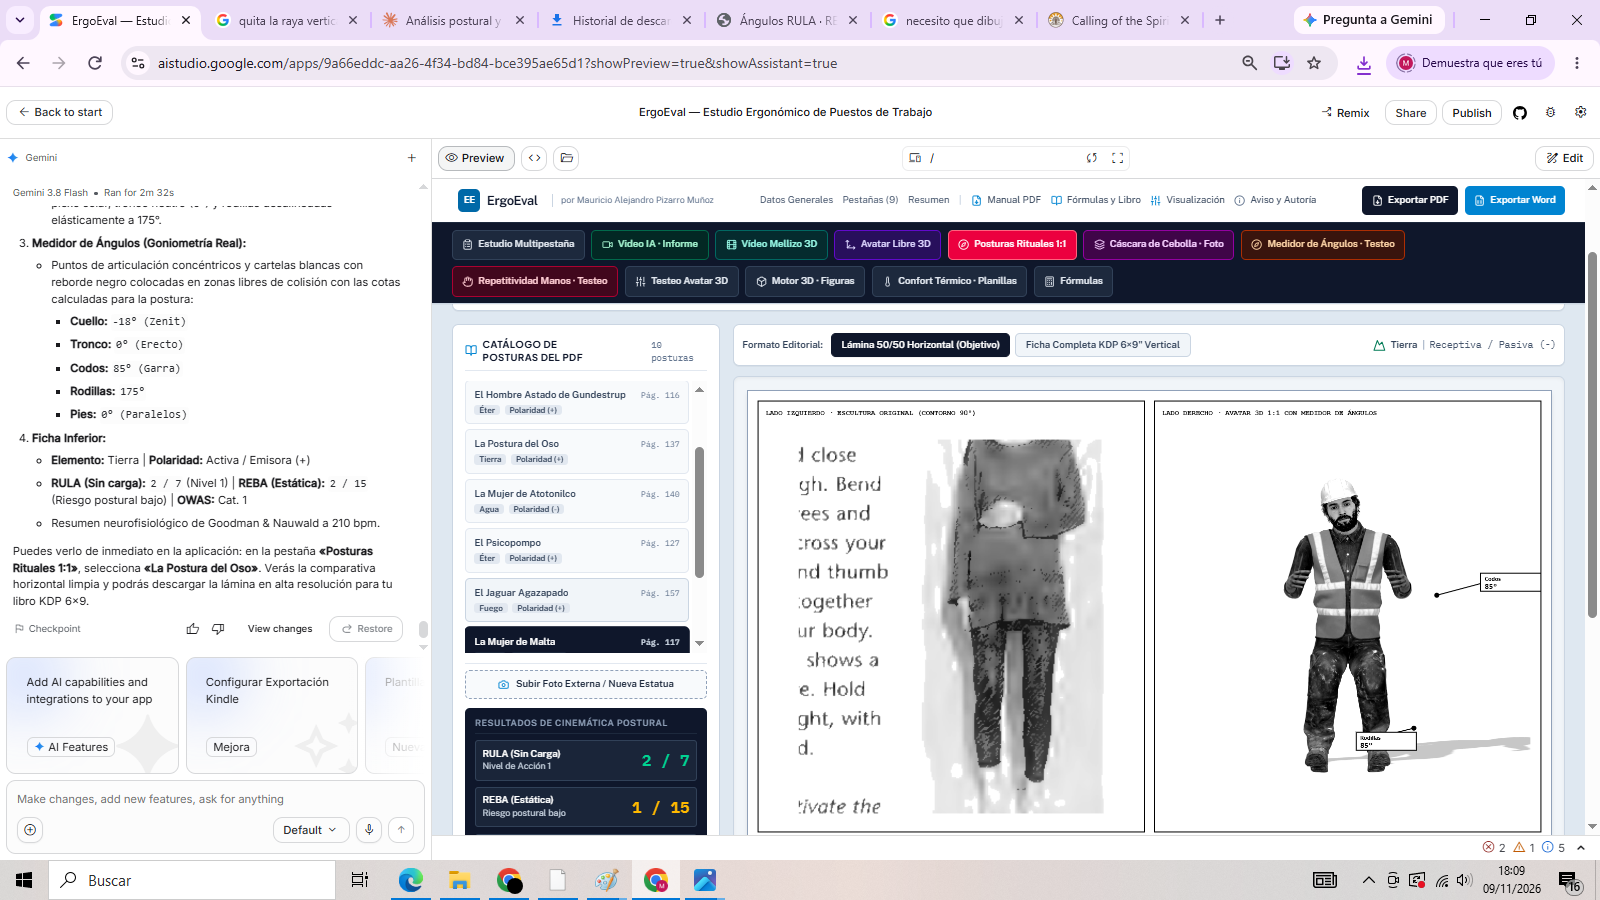 ErgoEval — Estudi
quita la raya vertic
Análisis postural y
Historial de descar
Ángulos RULA · RE
necesito que dibuj
Calling of the Spiri
Pregunta a Gemini
aistudio.google.com/apps/9a66eddc-aa26-4f34-bd84-bce395ae65d1?showPreview=true&showAssistant=true
M
Demuestra que eres tú
Back to start
ErgoEval — Estudio Ergonómico de Puestos de Trabajo
Remix
Share
Publish
Gemini
Preview
/
Edit
Gemini 3.8 Flash • Ran for 2m 32s
elásticamente a 175°.
3. Medidor de Ángulos (Goniometría Real):
Puntos de articulación concéntricos y cartelas blancas con
reborde negro colocadas en zonas libres de colisión con las cotas
calculadas para la postura:
Cuello: -18° (Zenit)
Tronco: 0° (Erecto)
Codos: 85° (Garra)
Rodillas: 175°
Pies: 0° (Paralelos)
4. Ficha Inferior:
Elemento: Tierra | Polaridad: Activa / Emisora (+)
RULA (Sin carga): 2 / 7 (Nivel 1) | REBA (Estática): 2 / 15
(Riesgo postural bajo) | OWAS: Cat. 1
Resumen neurofisiológico de Goodman & Nauwald a 210 bpm.
Puedes verlo de inmediato en la aplicación: en la pestaña «Posturas
Rituales 1:1», selecciona «La Postura del Oso». Verás la comparativa
horizontal limpia y podrás descargar la lámina en alta resolución para tu
libro KDP 6×9.
Checkpoint
View changes
Restore
Add AI capabilities and
integrations to your app
AI Features
Configurar Exportación
Kindle
Mejora
Plantill
Nuev
Make changes, add new features, ask for anything
Default
EE
ErgoEval
por Mauricio Alejandro Pizarro Muñoz
Datos Generales
Pestañas (9)
Resumen
Manual PDF
Fórmulas y Libro
Visualización
Aviso y Autoría
Exportar PDF
Exportar Word
Estudio Multipestaña
Video IA · Informe
Vídeo Mellizo 3D
Avatar Libre 3D
Posturas Rituales 1:1
Cáscara de Cebolla · Foto
Medidor de Ángulos · Testeo
Repetitividad Manos · Testeo
Testeo Avatar 3D
Motor 3D · Figuras
Confort Térmico · Planillas
Fórmulas
CATÁLOGO DE
POSTURAS DEL PDF
10
posturas
El Hombre Astado de Gundestrup
Pág. 116
Éter
Polaridad (+)
La Postura del Oso
Pág. 137
Tierra
Polaridad (+)
La Mujer de Atotonilco
Pág. 140
Agua
Polaridad (-)
El Psicopompo
Pág. 127
Éter
Polaridad (+)
El Jaguar Agazapado
Pág. 157
Fuego
Polaridad (+)
La Mujer de Malta
Pág. 117
Subir Foto Externa / Nueva Estatua
RESULTADOS DE CINEMÁTICA POSTURAL
RULA (Sin Carga)
Nivel de Acción 1
2 / 7
REBA (Estática)
Riesgo postural bajo
1 / 15
Formato Editorial:
Lámina 50/50 Horizontal (Objetivo)
Ficha Completa KDP 6×9" Vertical
Tierra | Receptiva / Pasiva (-)
LADO IZQUIERDO · ESCULTURA ORIGINAL (CONTORNO 90°)
d close
gh. Bend
rees and
cross your
nd thumb
together
ur body.
shows a
e. Hold
ght, with
d.
tivate the
LADO DERECHO · AVATAR 3D 1:1 CON MEDIDOR DE ÁNGULOS
Codos
85°
Rodillas
85°
2
1
5
Buscar
18:09
09/11/2026
16